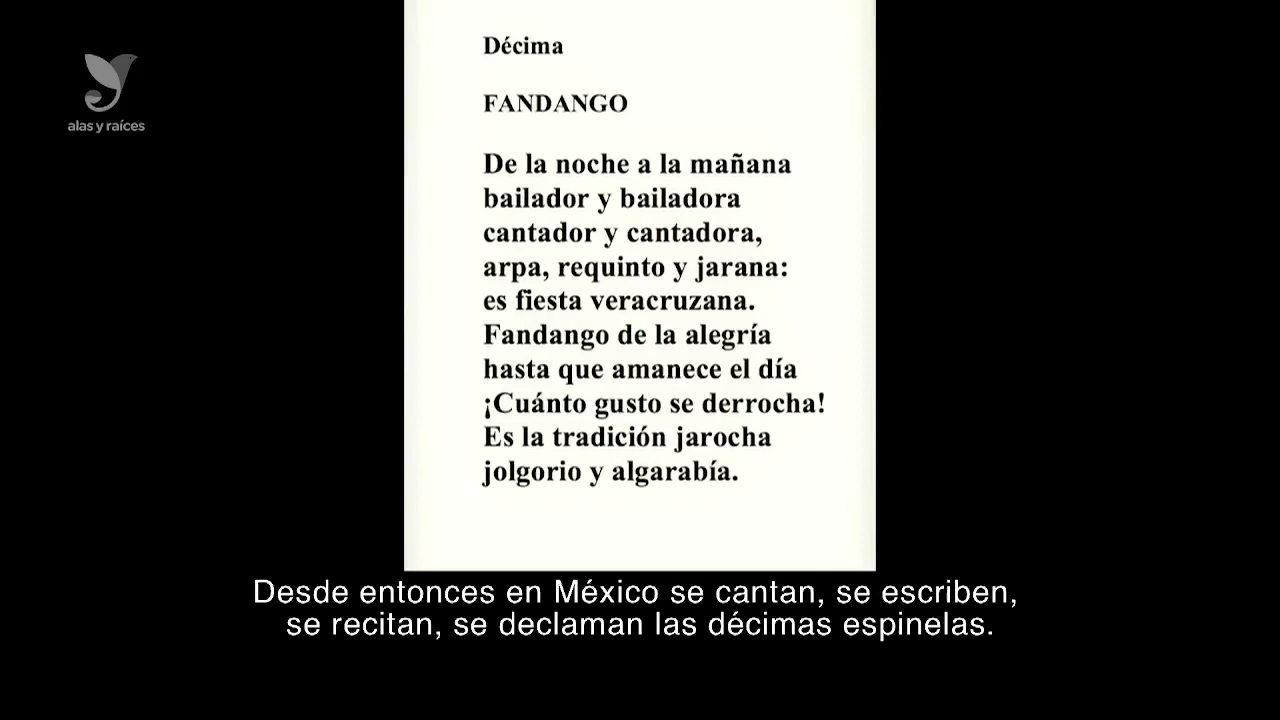 alas y raíces
Décima
FANDANGO
De la noche a la mañana
bailador y bailadora
cantador y cantadora,
arpa, requinto y jarana:
es fiesta veracruzana.
Fandango de la alegría
hasta que amanece el día
¡Cuánto gusto se derrocha!
Es la tradición jarocha
jolgorio y algarabía.
Desde entonces en México se cantan, se escriben,
se recitan, se declaman las décimas espinelas.